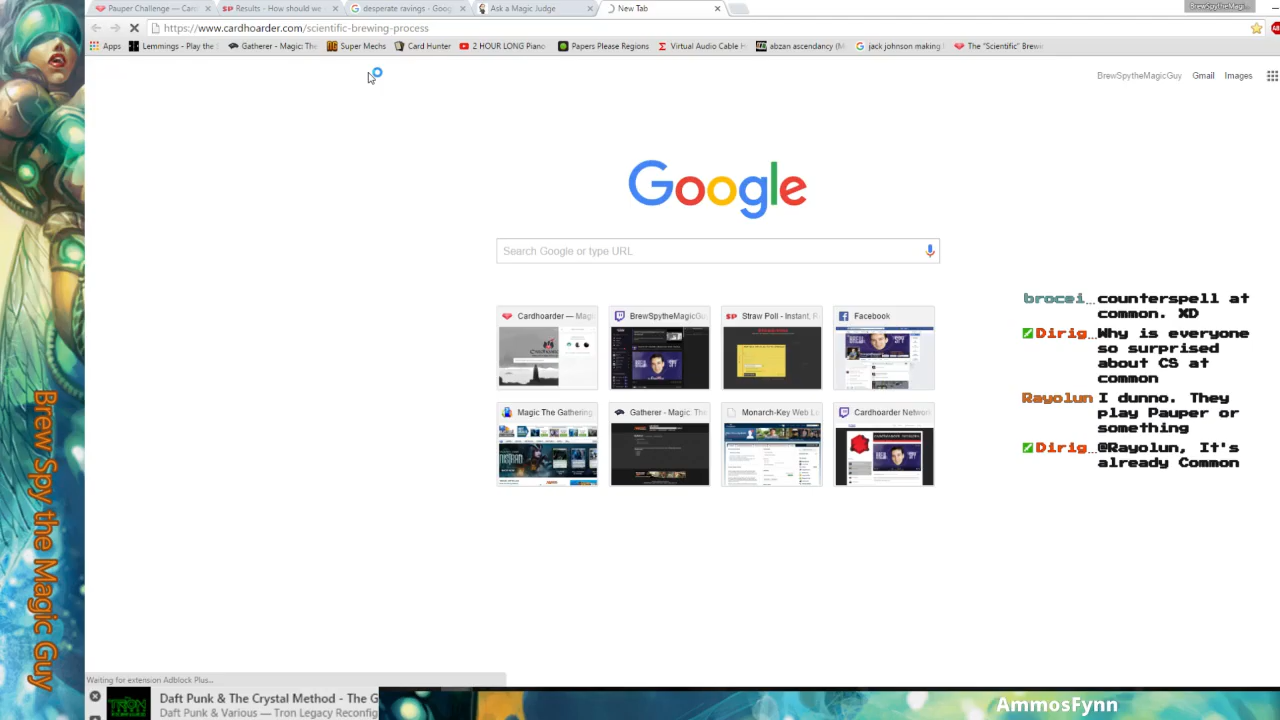 Pauper Challenge — Car
Results - How should we
desperate ravings - Goog
Ask a Magic Judge
New Tab
BrewSpytheMagi...
https://www.cardhoarder.com/scientific-brewing-process
Apps
Lemmings - Play the
Gatherer - Magic: The
Super Mechs
Card Hunter
2 HOUR LONG Piano
Papers Please Regions
Virtual Audio Cable H
abzan ascendancy (M
jack johnson making
The "Scientific" Brew
BrewSpytheMagicGuy
Gmail
Images
Google
Search Google or type URL
Cardhoarder — Mag
BrewSpytheMagicGu
Straw Poll - Instant, R
Facebook
Magic The Gathering
Gatherer - Magic: The
Monarch-Key Web Lo
Cardhoarder Networ
brocei...
counterspell at
common. XD
Dirig...
Why is everyone
so surprised
about CS at
common
Rayolun
I dunno. They
play Pauper or
something
Dirig...
@Rayolun, It's
already Common
BrewSpy the Magic Guy
Waiting for extension Adblock Plus...
Daft Punk & The Crystal Method - The G
Daft Punk & Various — Tron Legacy Reconfig
AmmosFynn